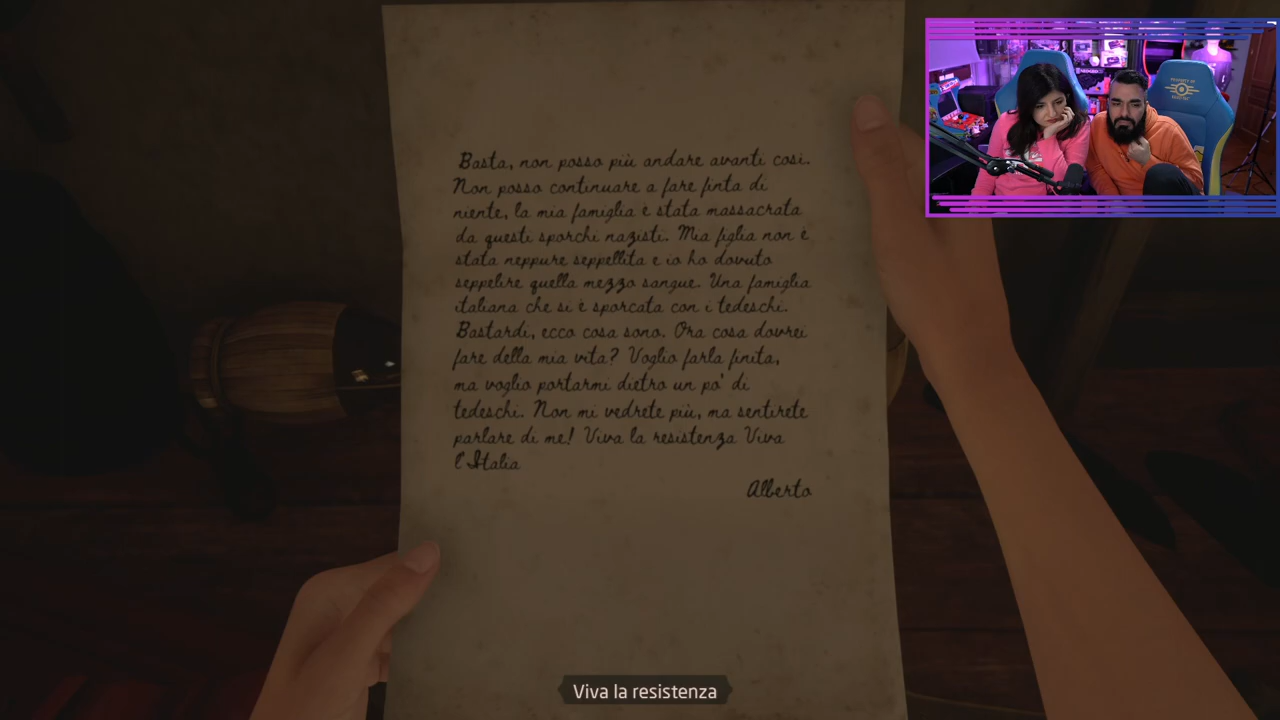 Basta, non posso più andare avanti così.
Non posso continuare a fare finta di
niente, la mia famiglia è stata massacrata
da questi sporchi nazisti. Mia figlia non è
stata neppure seppellita e io ho dovuto
seppelire quella mezzo sangue. Una famiglia
italiana che si è sporcata con i tedeschi.
Bastardi, ecco cosa sono. Ora cosa dovrei
fare della mia vita? Voglio farla finita,
ma voglio portarmi dietro un po' di
tedeschi. Non mi vedrete più, ma sentirete
parlare di me! Viva la resistenza Viva
l'Italia
Alberto
Viva la resistenza